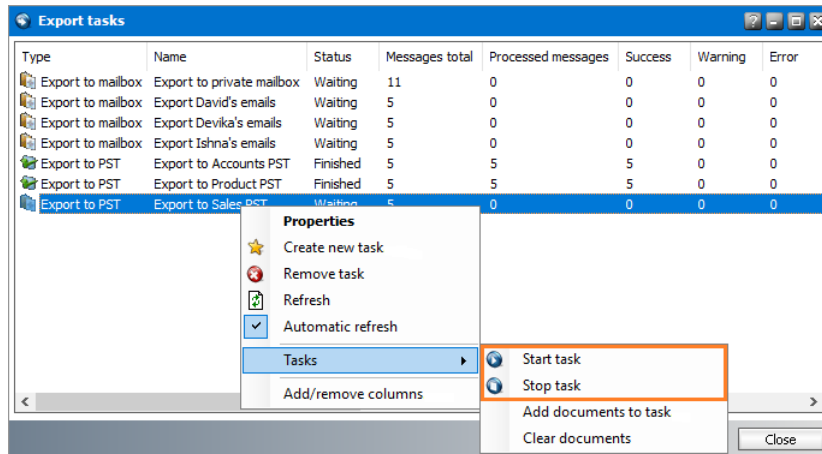 Export tasks
Type Name Status Messages total Processed messages Success Warning Error
Export to mailbox Export to private mailbox Waiting 11 0 0 0 0
Export to mailbox Export David's emails Waiting 5 0 0 0 0
Export to mailbox Export Devika's emails Waiting 5 0 0 0 0
Export to mailbox Export Ishna's emails Waiting 5 0 0 0 0
Export to PST Export to Accounts PST Finished 5 5 5 0 0
Export to PST Export to Product PST Finished 5 5 5 0 0
Export to PST Export to Sales PST Waiting 5 0 0 0 0
Properties
Create new task
Remove task
Refresh
Automatic refresh
Tasks
Add/remove columns
Start task
Stop task
Add documents to task
Clear documents
Close